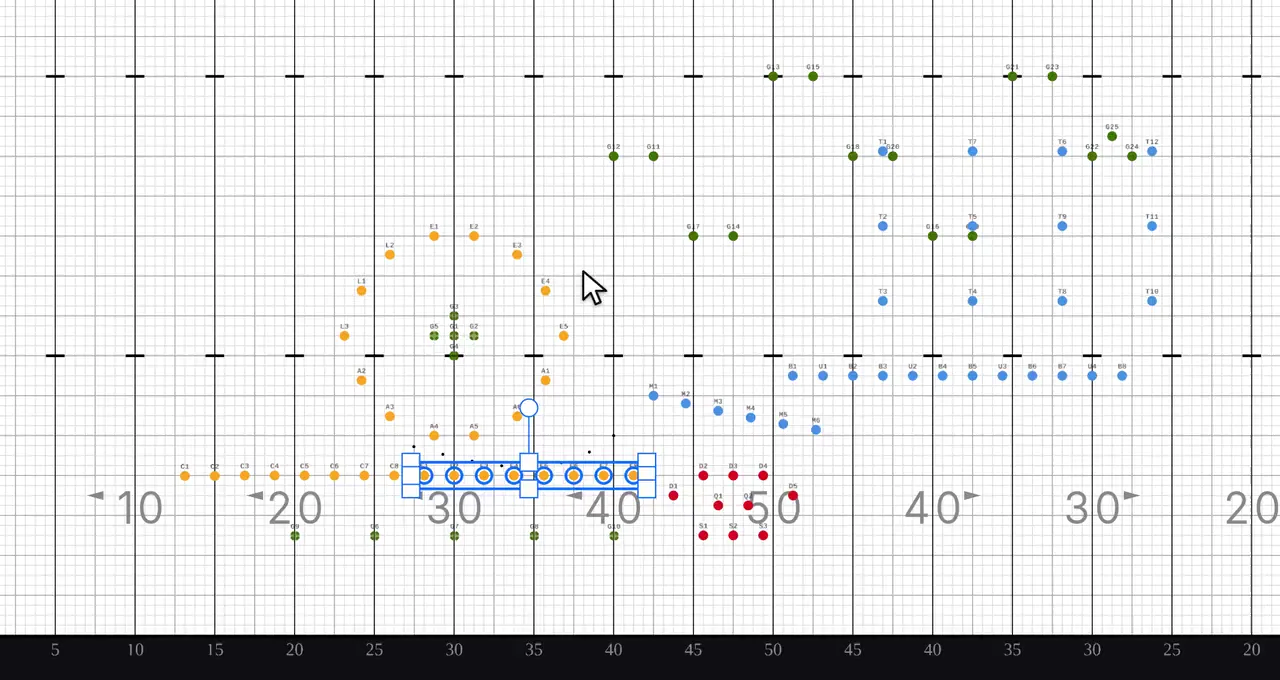 G13 G15 G21 G23
G25
G12 G11 G18 T1 G20 T7 T6 G22 G24 T12
E1 E2 G17 G14 T2 G16 T5 T9 T11
L2 E3
L1 E4 T3 T4 T8 T10
G3
L3 G5 G1 G2 E5
G4
A2 A1 B1 U1 B2 B3 U2 B4 B5 U3 B6 B7 U4 B8
M1 M2 M3 M4 M5 M6
A3
A4 A5
C1 C2 C3 C4 C5 C6 C7 C8 D2 D3 D4
D1 D5
Q1
10 20 30 40 50 40 30 20
G9 G6 G7 G8 G10 S1 S2 S3
5 10 15 20 25 30 35 40 45 50 45 40 35 30 25 20